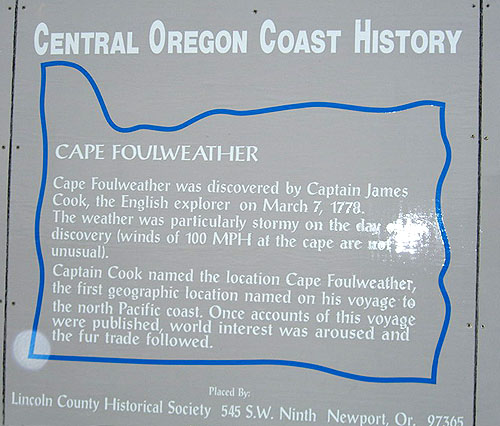 CENTRAL OREGON COAST HISTORY
CAPE FOULWEATHER
Cape Foulweather was discovered by Captain James
Cook, the English explorer on March 7, 1778.
The weather was particularly stormy on the day of
discovery (winds of 100 MPH at the cape are not
unusual).
Captain Cook named the location Cape Foulweather,
the first geographic location named on his voyage to
the north Pacific coast. Once accounts of this voyage
were published, world interest was aroused and
the fur trade followed.
Placed By:
Lincoln County Historical Society 545 S.W. Ninth Newport, Or. 97365